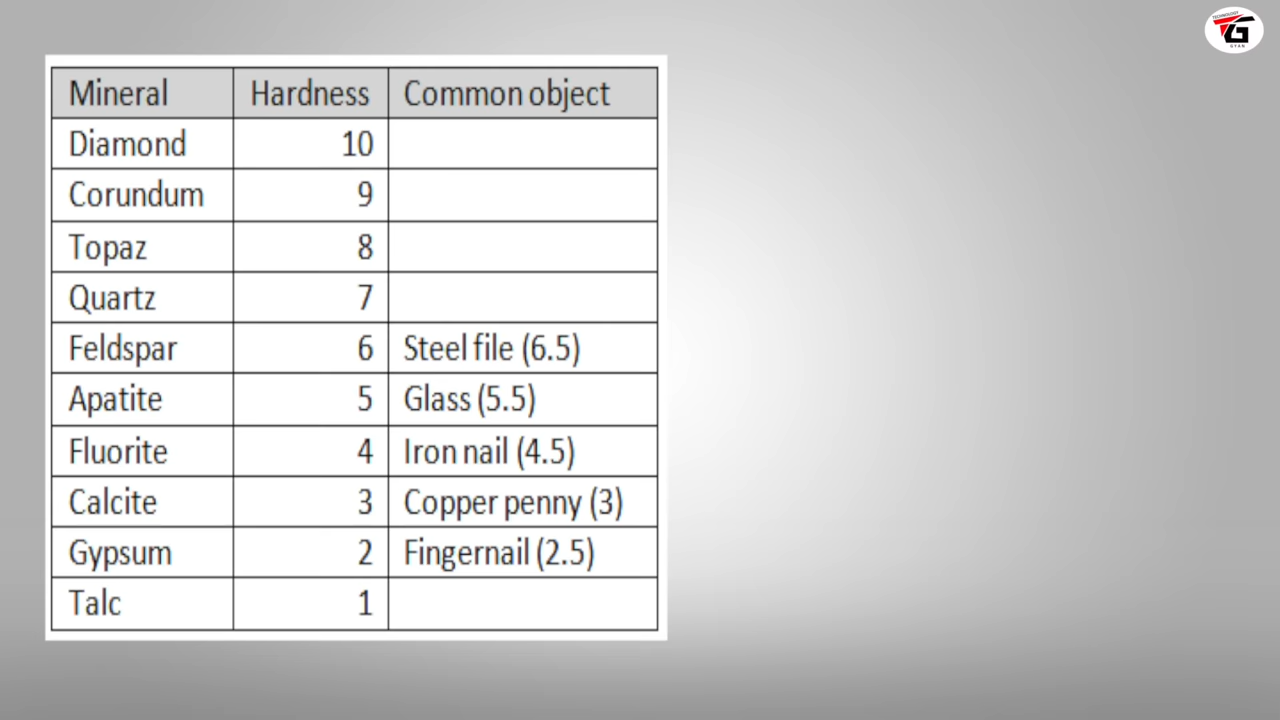 TECHNOLOGY
GYAN
Mineral Hardness Common object
Diamond 10
Corundum 9
Topaz 8
Quartz 7
Feldspar 6 Steel file (6.5)
Apatite 5 Glass (5.5)
Fluorite 4 Iron nail (4.5)
Calcite 3 Copper penny (3)
Gypsum 2 Fingernail (2.5)
Talc 1